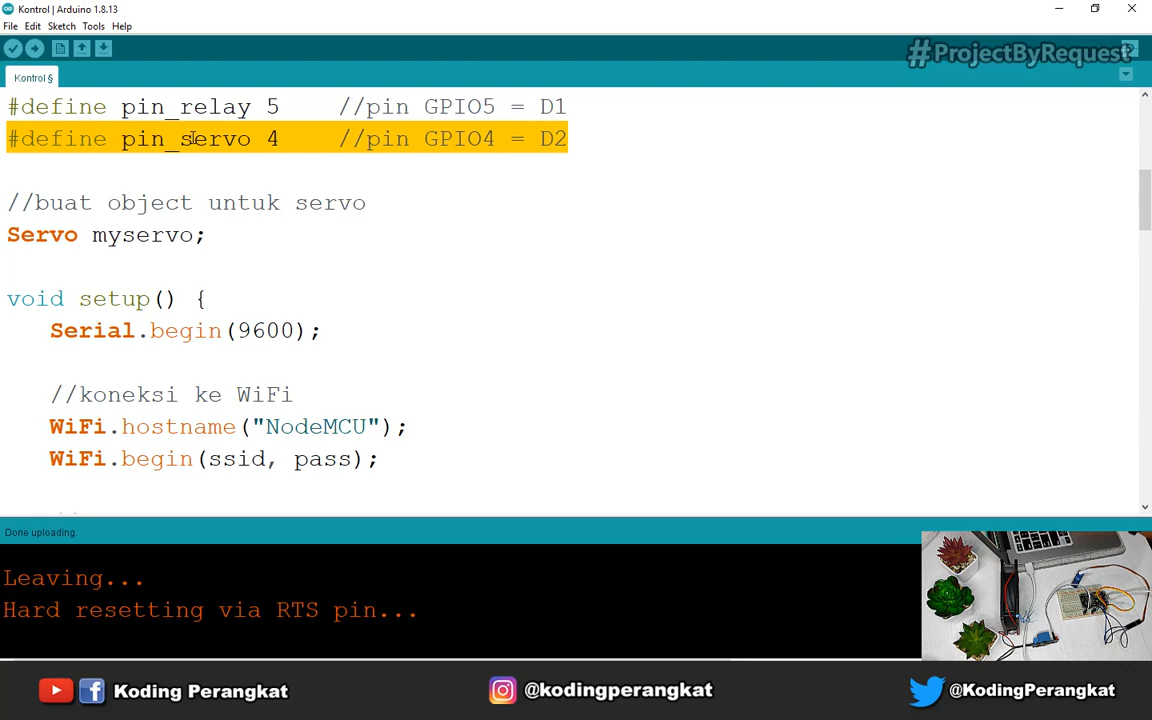 Kontrol | Arduino 1.8.13
File Edit Sketch Tools Help
#ProjectByRequest
Kontrol §
#define pin_relay 5 //pin GPIO5 = D1
#define pin_servo 4 //pin GPIO4 = D2
//buat object untuk servo
Servo myservo;
void setup() {
Serial.begin(9600);
//koneksi ke WiFi
WiFi.hostname("NodeMCU");
WiFi.begin(ssid, pass);
Done uploading.
Leaving...
Hard resetting via RTS pin...
Koding Perangkat
@kodingperangkat
@KodingPerangkat